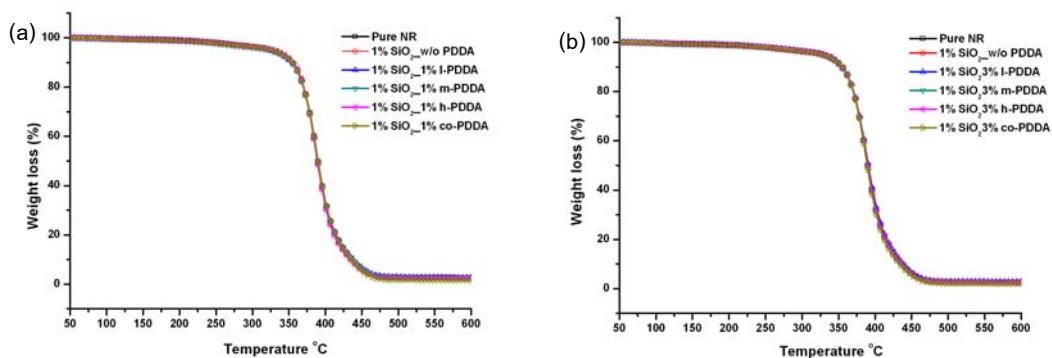 (a)
Pure NR
1% SiO₂_w/o PDDA
1% SiO₂_1% l-PDDA
1% SiO₂_1% m-PDDA
1% SiO₂_1% h-PDDA
1% SiO₂_1% co-PDDA
Weight loss (%)
100
80
60
40
20
0
50 100 150 200 250 300 350 400 450 500 550 600
Temperature °C
(b)
Pure NR
1% SiO₂_w/o PDDA
1% SiO₂3% l-PDDA
1% SiO₂3% m-PDDA
1% SiO₂3% h-PDDA
1% SiO₂3% co-PDDA
Weight loss (%)
100
80
60
40
20
0
50 100 150 200 250 300 350 400 450 500 550 600
Temperature °C